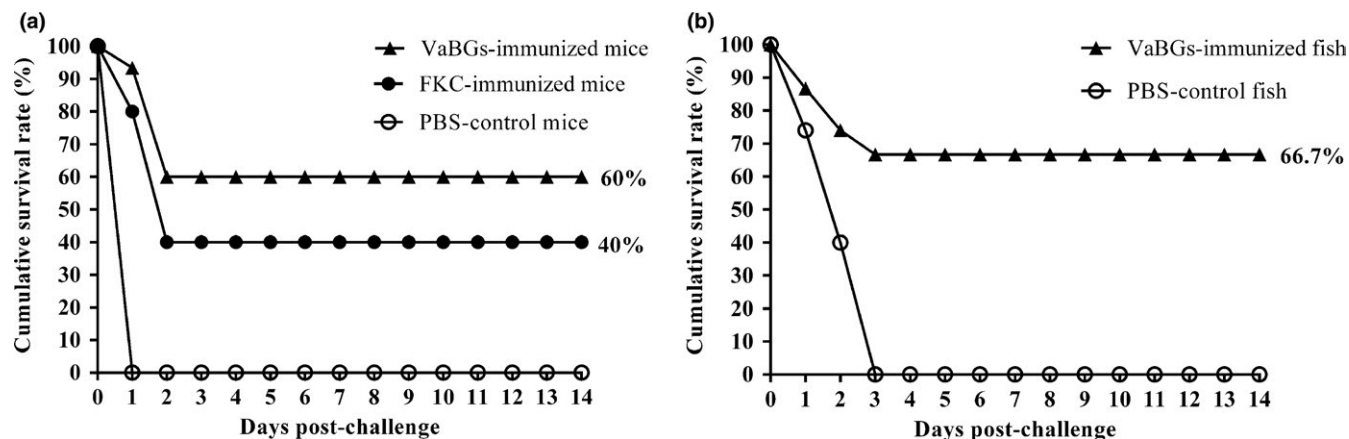 (a)
VaBGs-immunized mice
FKC-immunized mice
PBS-control mice
Cumulative survival rate (%)
100
90
80
70
60
50
40
30
20
10
0
60%
40%
0 1 2 3 4 5 6 7 8 9 10 11 12 13 14
Days post-challenge
(b)
VaBGs-immunized fish
PBS-control fish
Cumulative survival rate (%)
100
90
80
70
60
50
40
30
20
10
0
66.7%
0 1 2 3 4 5 6 7 8 9 10 11 12 13 14
Days post-challenge